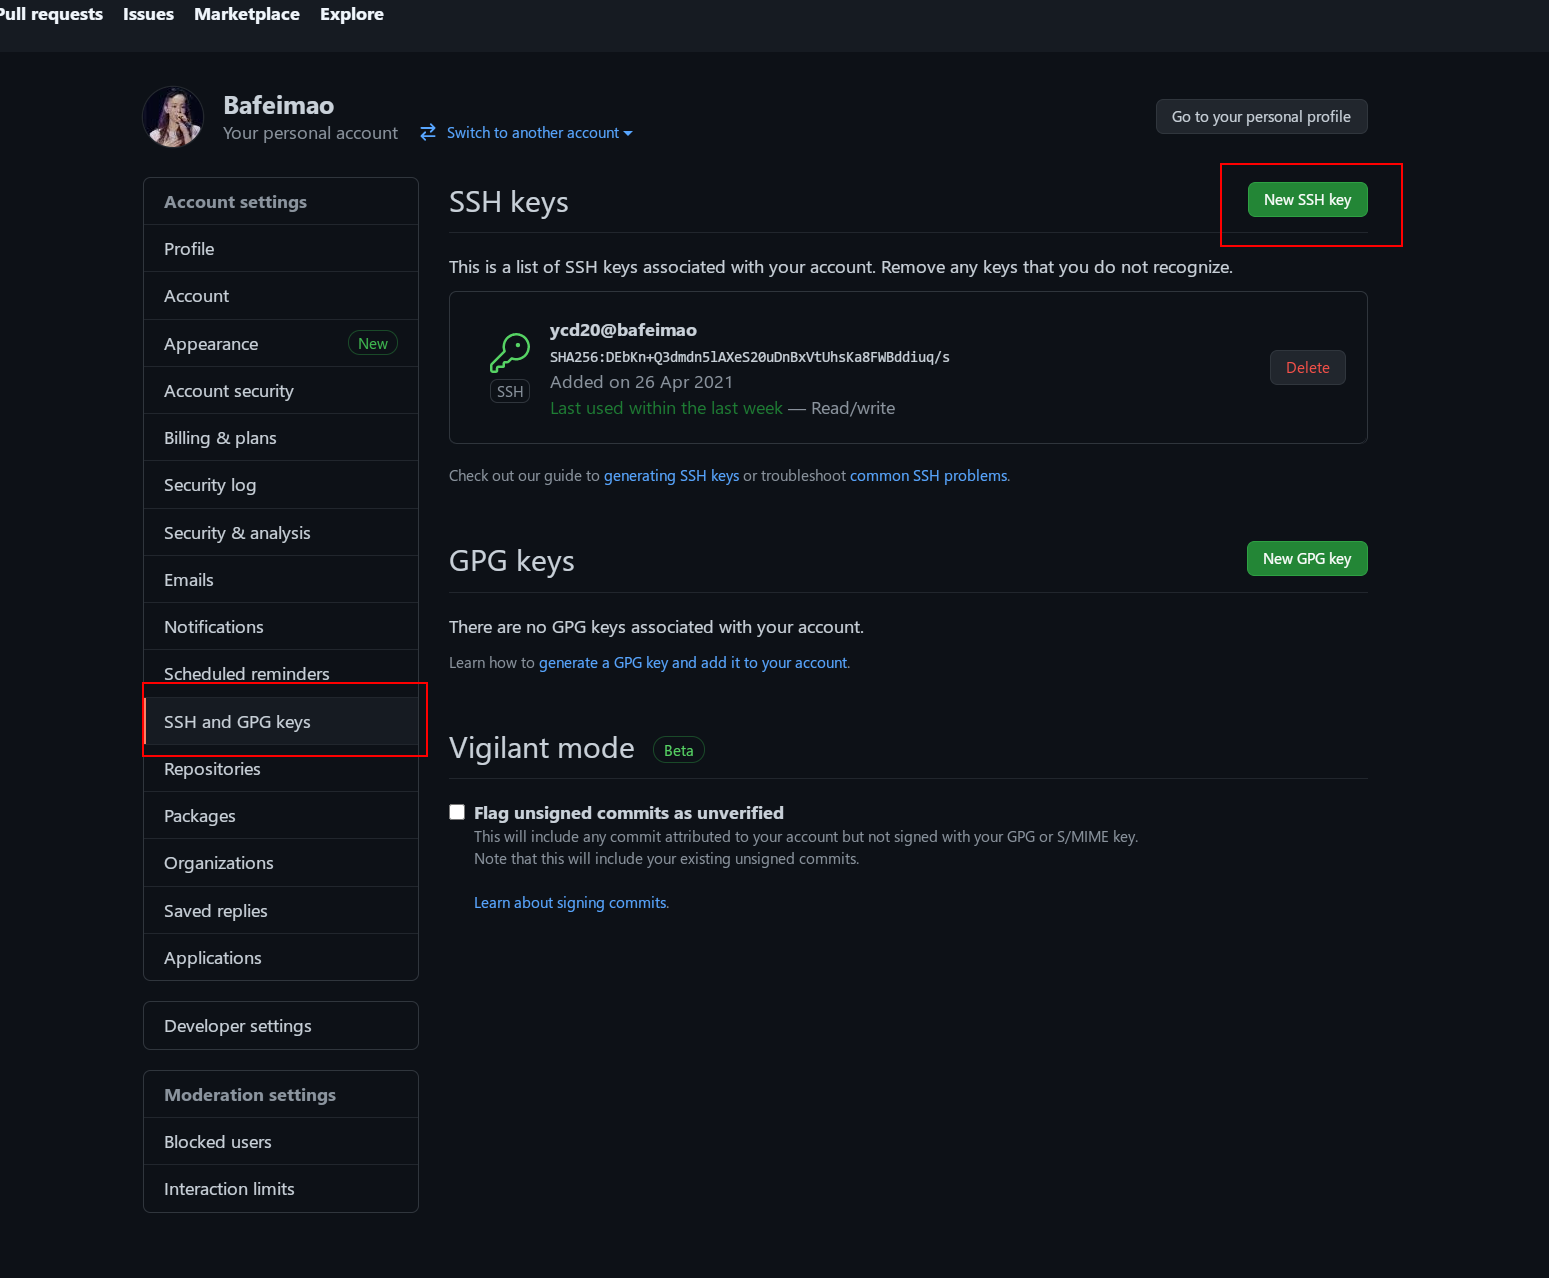 Pull requests Issues Marketplace Explore
Bafeimao
Your personal account Switch to another account
Go to your personal profile
Account settings
Profile
Account
Appearance New
Account security
Billing & plans
Security log
Security & analysis
Emails
Notifications
Scheduled reminders
SSH and GPG keys
Repositories
Packages
Organizations
Saved replies
Applications
Developer settings
Moderation settings
Blocked users
Interaction limits
SSH keys
New SSH key
This is a list of SSH keys associated with your account. Remove any keys that you do not recognize.
ycd20@bafeimao
SHA256:DEbKn+Q3dmdn5lAXeS20uDnBxVtUhsKa8FWBddiuq/s
Added on 26 Apr 2021
Last used within the last week — Read/write
SSH
Delete
Check out our guide to generating SSH keys or troubleshoot common SSH problems.
GPG keys
New GPG key
There are no GPG keys associated with your account.
Learn how to generate a GPG key and add it to your account.
Vigilant mode Beta
Flag unsigned commits as unverified
This will include any commit attributed to your account but not signed with your GPG or S/MIME key.
Note that this will include your existing unsigned commits.
Learn about signing commits.